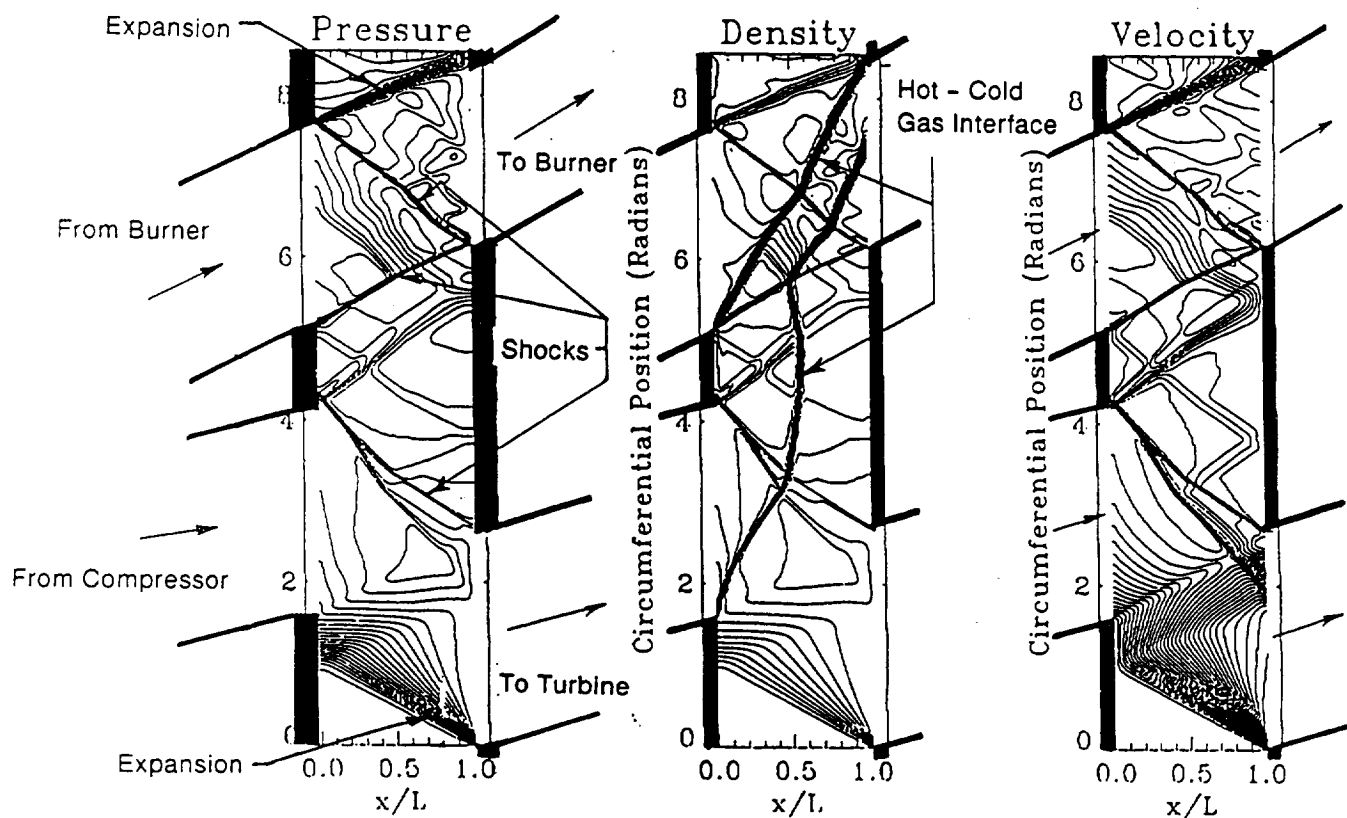 Expansion
Pressure
8
6
4
2
0
0.0 0.5 1.0
x/L
To Burner
From Burner
Shocks
From Compressor
To Turbine
Expansion
Density
Hot - Cold
Gas Interface
Circumferential Position (Radians)
8
6
4
2
0
0.0 0.5 1.0
x/L
Velocity
Circumferential Position (Radians)
8
6
4
2
0
0.0 0.5 1.0
x/L